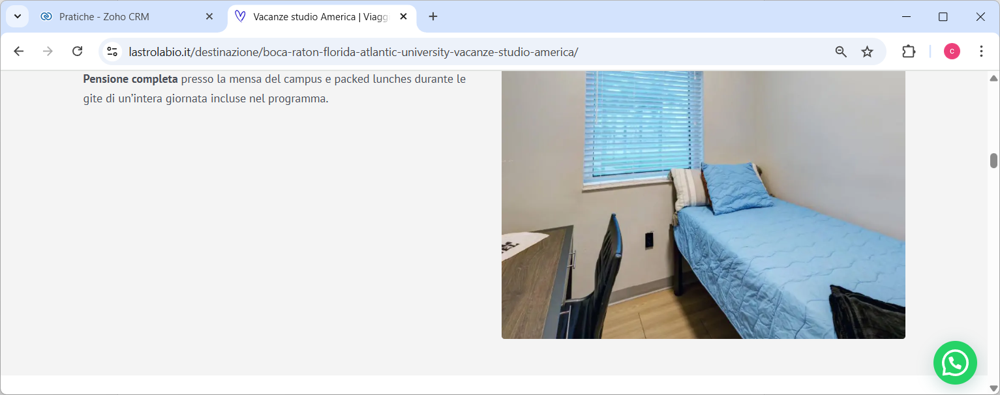 Pratiche - Zoho CRM
Vacanze studio America | Viagg
lastrolabio.it/destinazione/boca-raton-florida-atlantic-university-vacanze-studio-america/
C
Pensione completa presso la mensa del campus e packed lunches durante le
gite di un’intera giornata incluse nel programma.